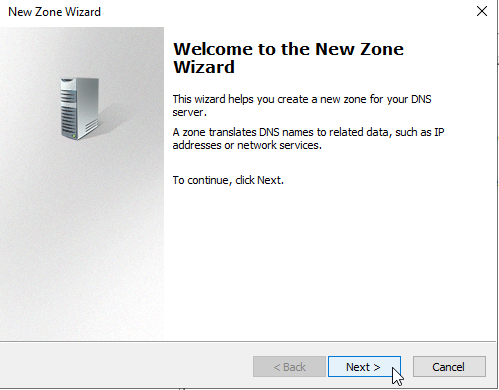 New Zone Wizard
Welcome to the New Zone
Wizard
This wizard helps you create a new zone for your DNS
server.
A zone translates DNS names to related data, such as IP
addresses or network services.
To continue, click Next.
< Back
Next >
Cancel